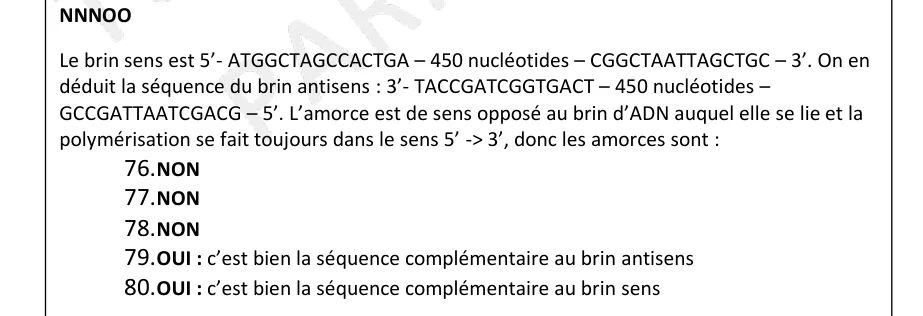 NNNOO
Le brin sens est 5’- ATGGCTAGCCACTGA – 450 nucléotides – CGGCTAATTAGCTGC – 3’. On en
déduit la séquence du brin antisens : 3’- TACCGATCGGTGACT – 450 nucléotides –
GCCGATTAATCGACG – 5’. L’amorce est de sens opposé au brin d’ADN auquel elle se lie et la
polymérisation se fait toujours dans le sens 5’ -> 3’, donc les amorces sont :
76.NON
77.NON
78.NON
79.OUI : c’est bien la séquence complémentaire au brin antisens
80.OUI : c’est bien la séquence complémentaire au brin sens